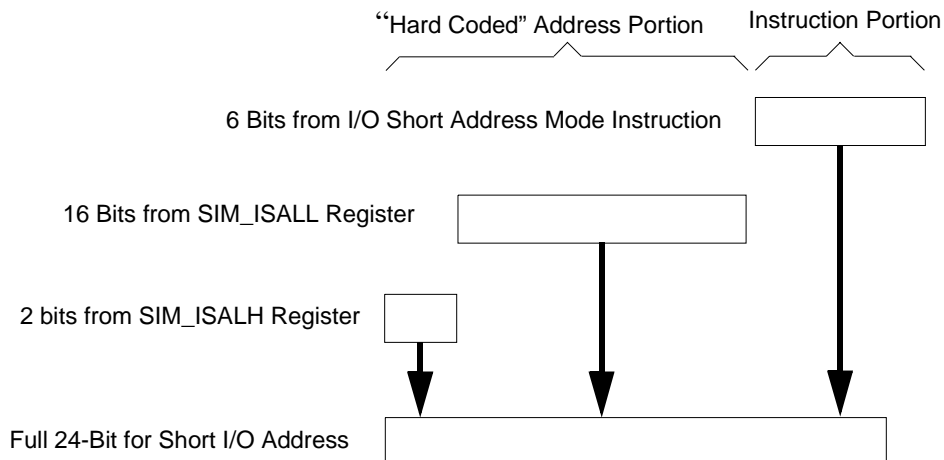 “Hard Coded” Address Portion
Instruction Portion
6 Bits from I/O Short Address Mode Instruction
16 Bits from SIM_ISALL Register
2 bits from SIM_ISALH Register
Full 24-Bit for Short I/O Address